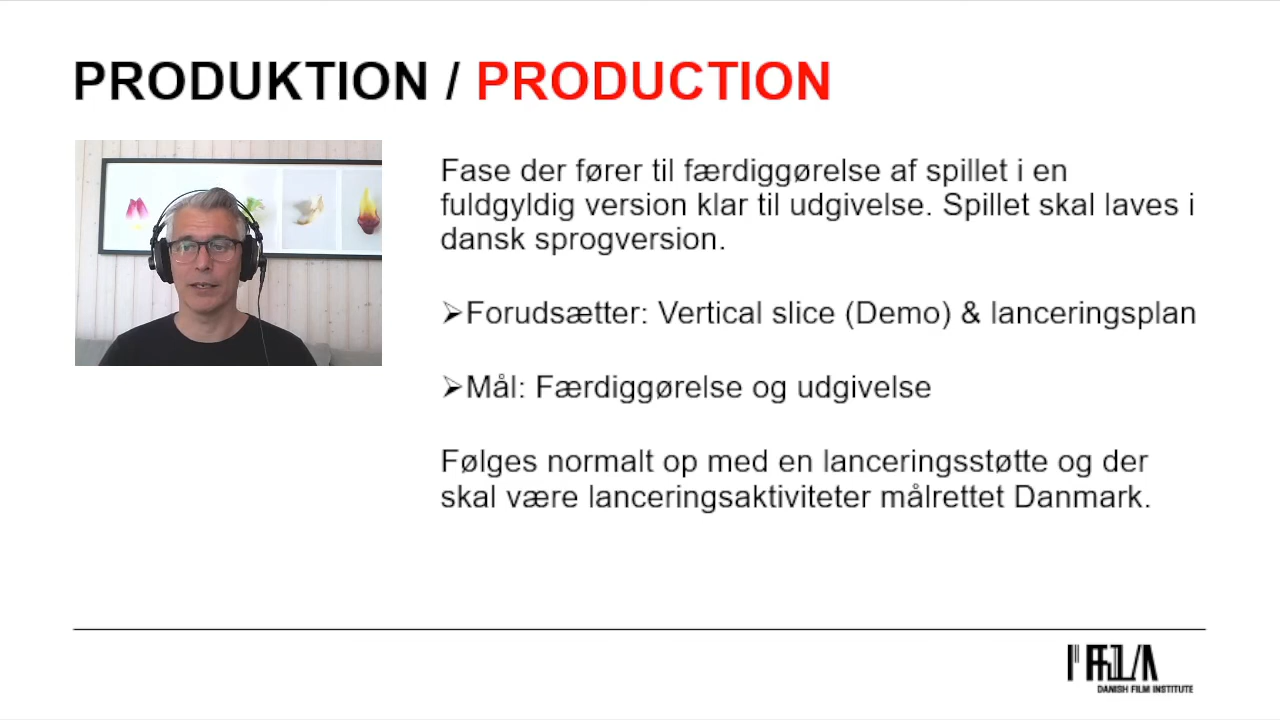 PRODUKTION / PRODUCTION
Fase der fører til færdiggørelse af spillet i en
fuldgyldig version klar til udgivelse. Spillet skal laves i
dansk sprogversion.
➢Forudsætter: Vertical slice (Demo) & lanceringsplan
➢Mål: Færdiggørelse og udgivelse
Følges normalt op med en lanceringsstøtte og der
skal være lanceringsaktiviteter målrettet Danmark.
DANISH FILM INSTITUTE